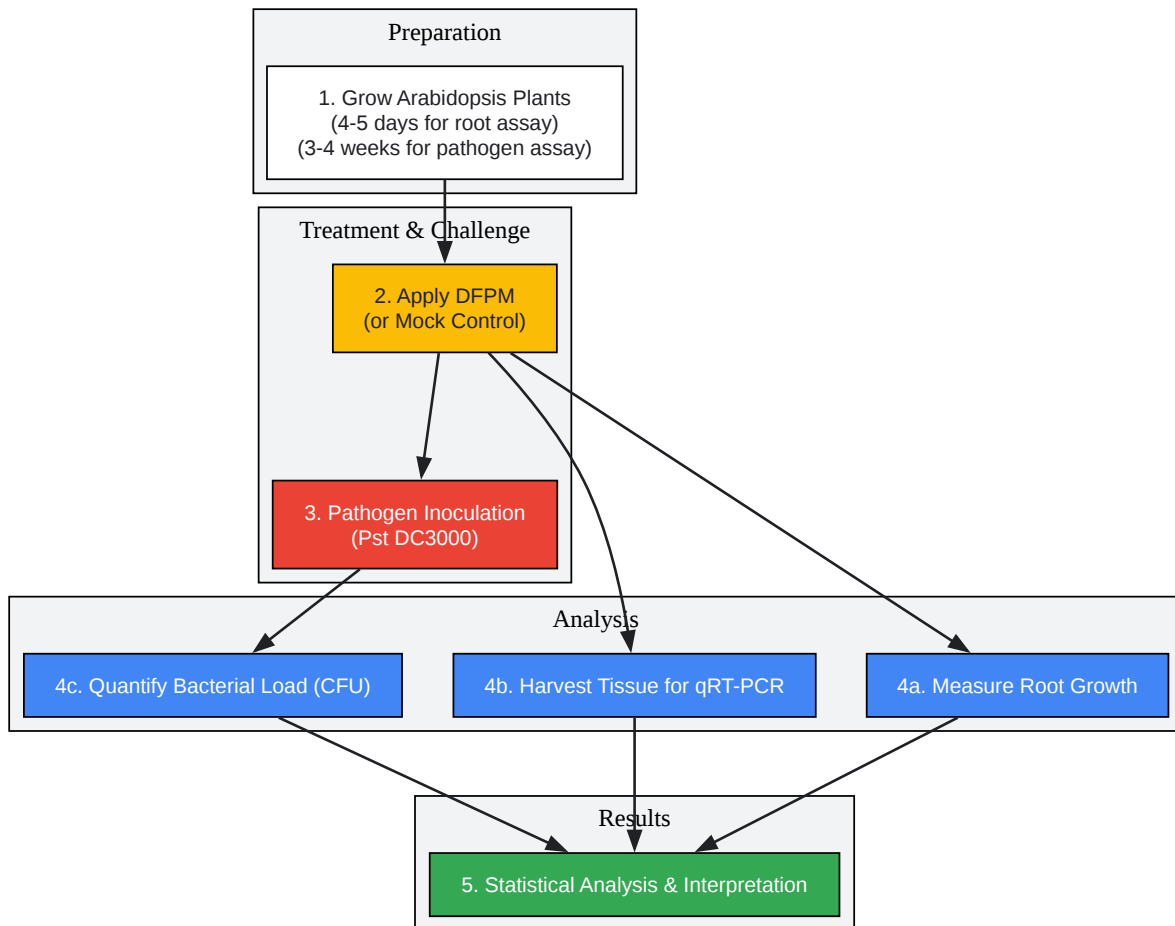 Preparation
1. Grow Arabidopsis Plants
(4-5 days for root assay)
(3-4 weeks for pathogen assay)
Treatment & Challenge
2. Apply DFPM
(or Mock Control)
3. Pathogen Inoculation
(Pst DC3000)
Analysis
4c. Quantify Bacterial Load (CFU)
4b. Harvest Tissue for qRT-PCR
4a. Measure Root Growth
Results
5. Statistical Analysis & Interpretation